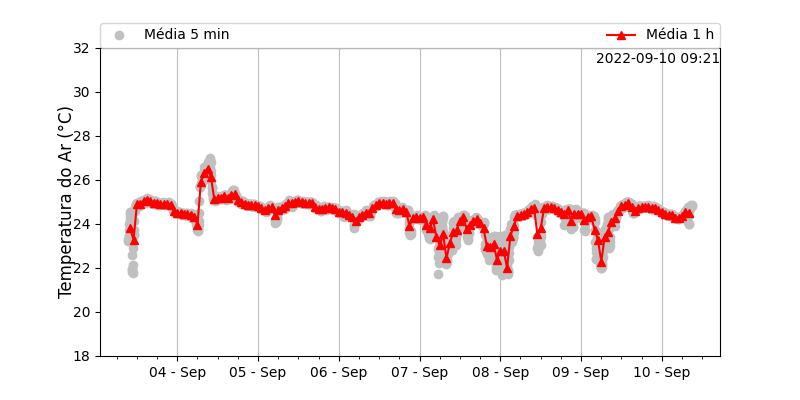 Média 5 min
Média 1 h
2022-09-10 09:21
Temperatura do Ar (°C)
32
30
28
26
24
22
20
18
04 - Sep
05 - Sep
06 - Sep
07 - Sep
08 - Sep
09 - Sep
10 - Sep